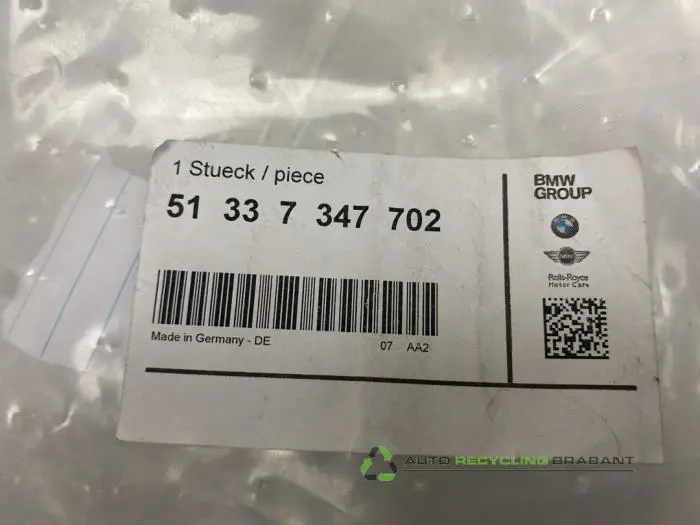 1 Stueck / piece
51 33 7 347 702
Made in Germany - DE
07 AA2
BMW
GROUP
MINI
Rolls-Royce
Motor Cars
AUTO RECYCLING BRABANT